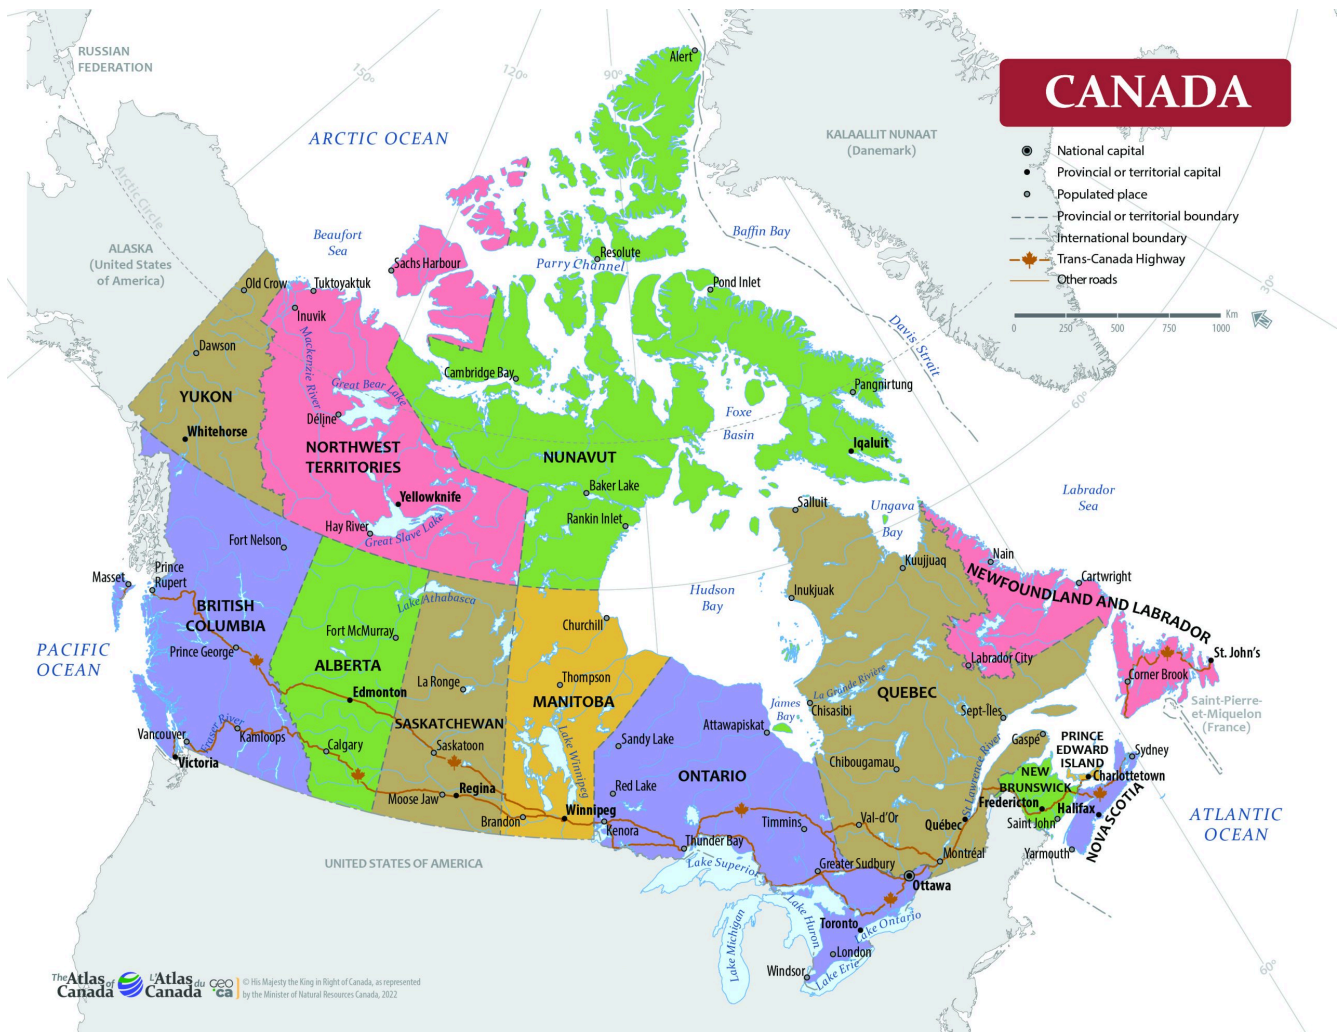 RUSSIAN
FEDERATION
CANADA
National capital
Provincial or territorial capital
Populated place
Provincial or territorial boundary
International boundary
Trans-Canada Highway
Other roads
0 250 500 750 1000 Km
150°
120°
90°
30°
60°
60°
ARCTIC OCEAN
Arctic Circle
Alert
KALAALLIT NUNAAT
(Danemark)
ALASKA
(United States
of America)
Beaufort
Sea
Baffin Bay
Davis Strait
Sachs Harbour
Resolute
Parry Channel
Pond Inlet
Old Crow
Tuktoyaktuk
Inuvik
Mackenzie River
Dawson
YUKON
Whitehorse
Great Bear Lake
Déline
NORTHWEST
TERRITORIES
Yellowknife
Hay River
Great Slave Lake
Cambridge Bay
NUNAVUT
Baker Lake
Rankin Inlet
Foxe
Basin
Pangnirtung
Iqaluit
Labrador
Sea
Salluit
Ungava
Bay
Kuujjuaq
Inukjuak
Hudson
Bay
Nain
Cartwright
NEWFOUNDLAND AND LABRADOR
Labrador City
St. John's
Corner Brook
Saint-Pierre-
et-Miquelon
(France)
Fort Nelson
Masset
Prince
Rupert
BRITISH
COLUMBIA
Prince George
PACIFIC
OCEAN
Vancouver
Fraser River
Kamloops
Victoria
Lake Athabasca
Fort McMurray
ALBERTA
Edmonton
Calgary
La Ronge
SASKATCHEWAN
Saskatoon
Moose Jaw
Regina
Churchill
Thompson
MANITOBA
Lake Winnipeg
Brandon
Winnipeg
Kenora
Sandy Lake
Red Lake
ONTARIO
Attawapiskat
James
Bay
Timmins
Thunder Bay
Lake Superior
Greater Sudbury
Ottawa
Toronto
London
Windsor
Lake Michigan
Lake Huron
Lake Erie
Lake Ontario
La Grande Rivière
Chisasibi
QUEBEC
Sept-Îles
Chibougamau
Val-d'Or
St Lawrence River
Québec
Montréal
Gaspé
PRINCE
EDWARD
ISLAND
Charlottetown
NEW
BRUNSWICK
Fredericton
Saint John
Halifax
Sydney
NOVA SCOTIA
Yarmouth
ATLANTIC
OCEAN
UNITED STATES OF AMERICA
The Atlas of Canada
L'Atlas du Canada
geo.ca
© His Majesty the King in Right of Canada, as represented
by the Minister of Natural Resources Canada, 2022